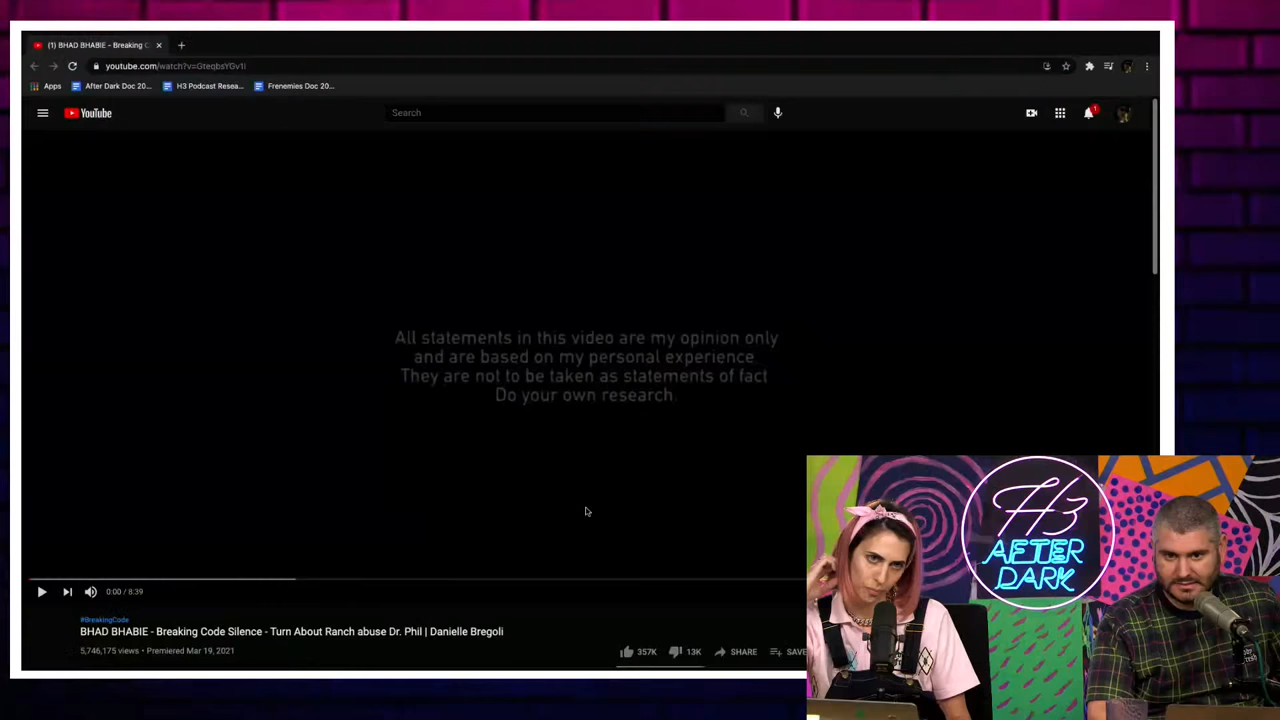 (1) BHAD BHABIE - Breaking C
youtube.com/watch?v=GteqbsYGv1I
Apps After Dark Doc 20... H3 Podcast Resea... Frenemies Doc 20...
YouTube
Search
1
All statements in this video are my opinion only
and are based on my personal experience.
They are not to be taken as statements of fact
Do your own research.
0:00 / 8:39
#BreakingCode
BHAD BHABIE - Breaking Code Silence - Turn About Ranch abuse Dr. Phil | Danielle Bregoli
5,746,175 views • Premiered Mar 19, 2021
357K 13K SHARE SAVE
H3
AFTER
DARK